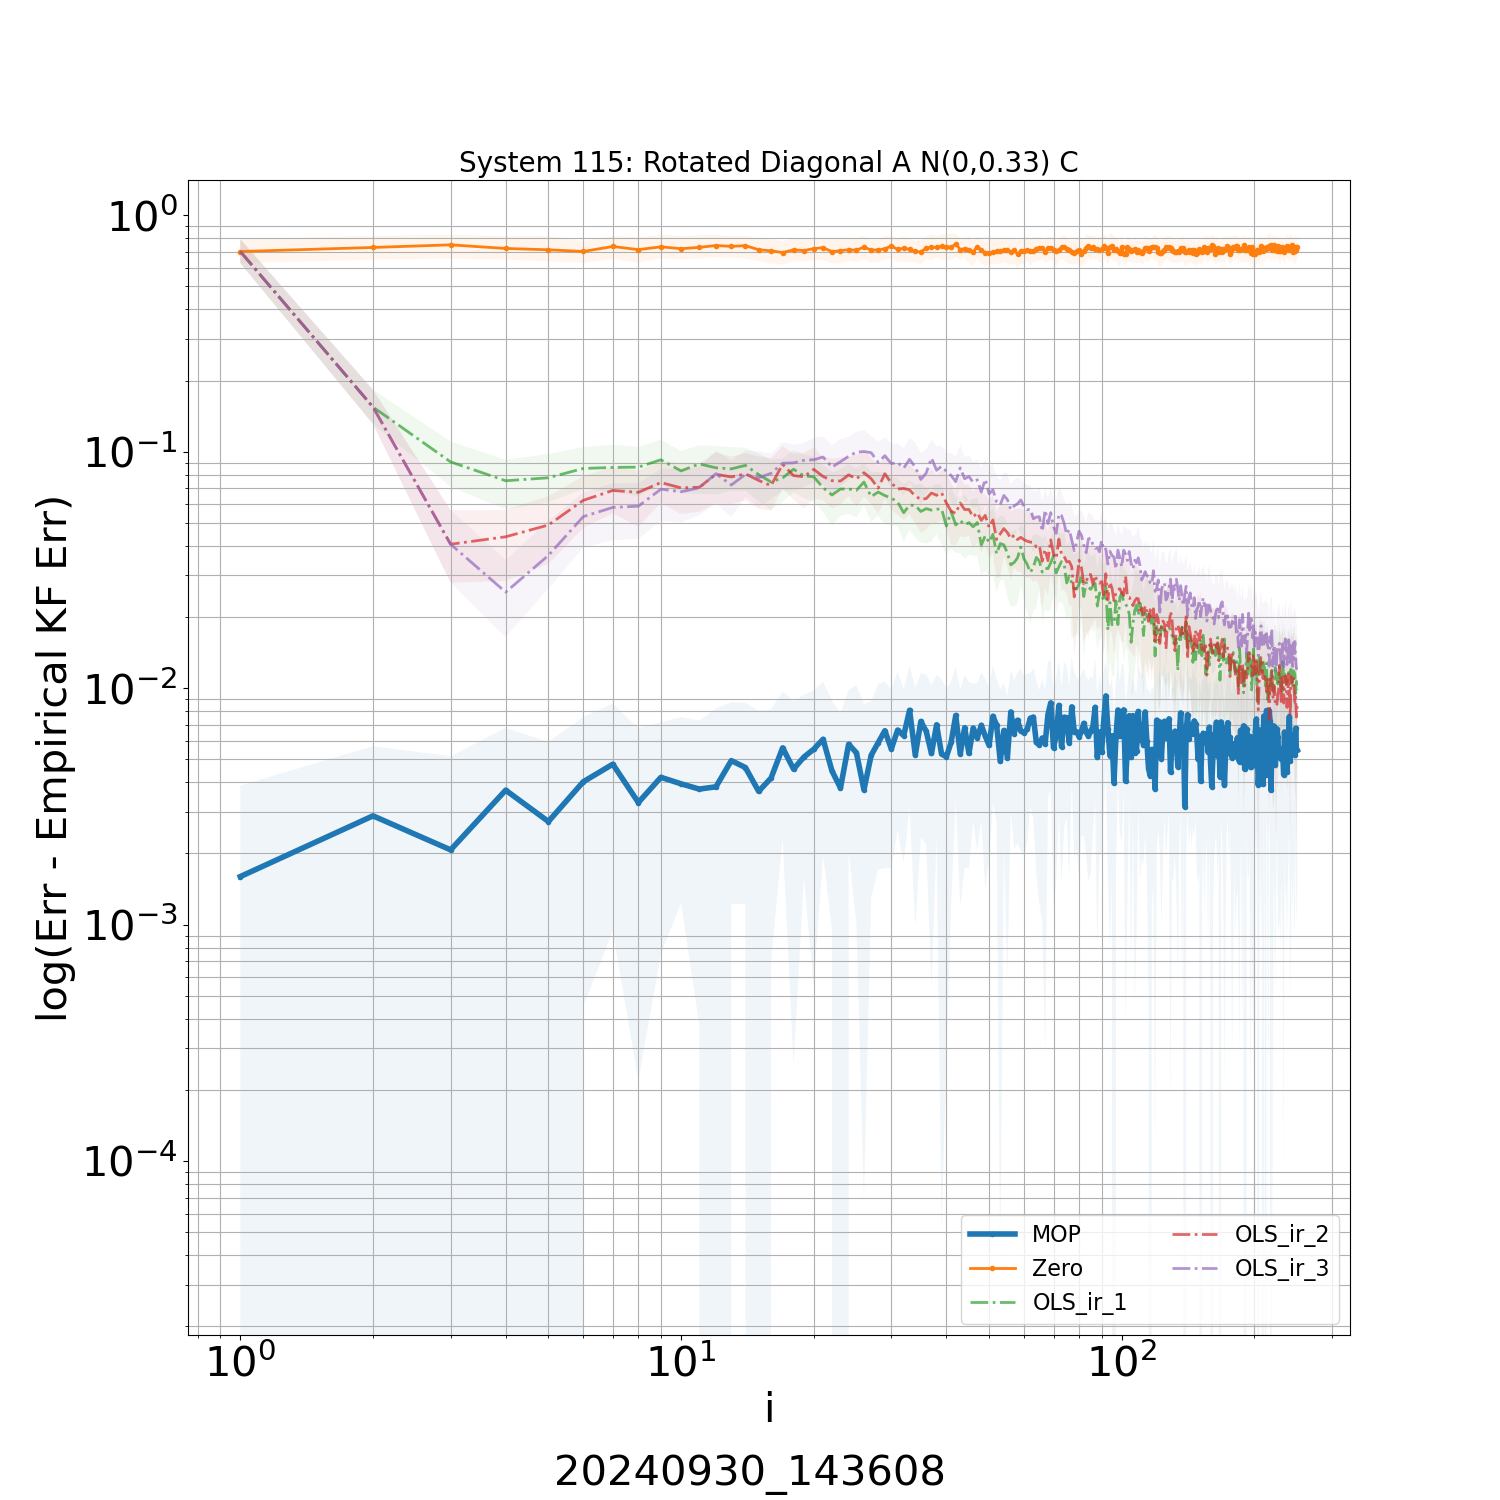 System 115: Rotated Diagonal A N(0,0.33) C
log(Err - Empirical KF Err)
10^0
10^-1
10^-2
10^-3
10^-4
MOP
Zero
OLS_ir_1
OLS_ir_2
OLS_ir_3
10^0 10^1 10^2
i
20240930_143608